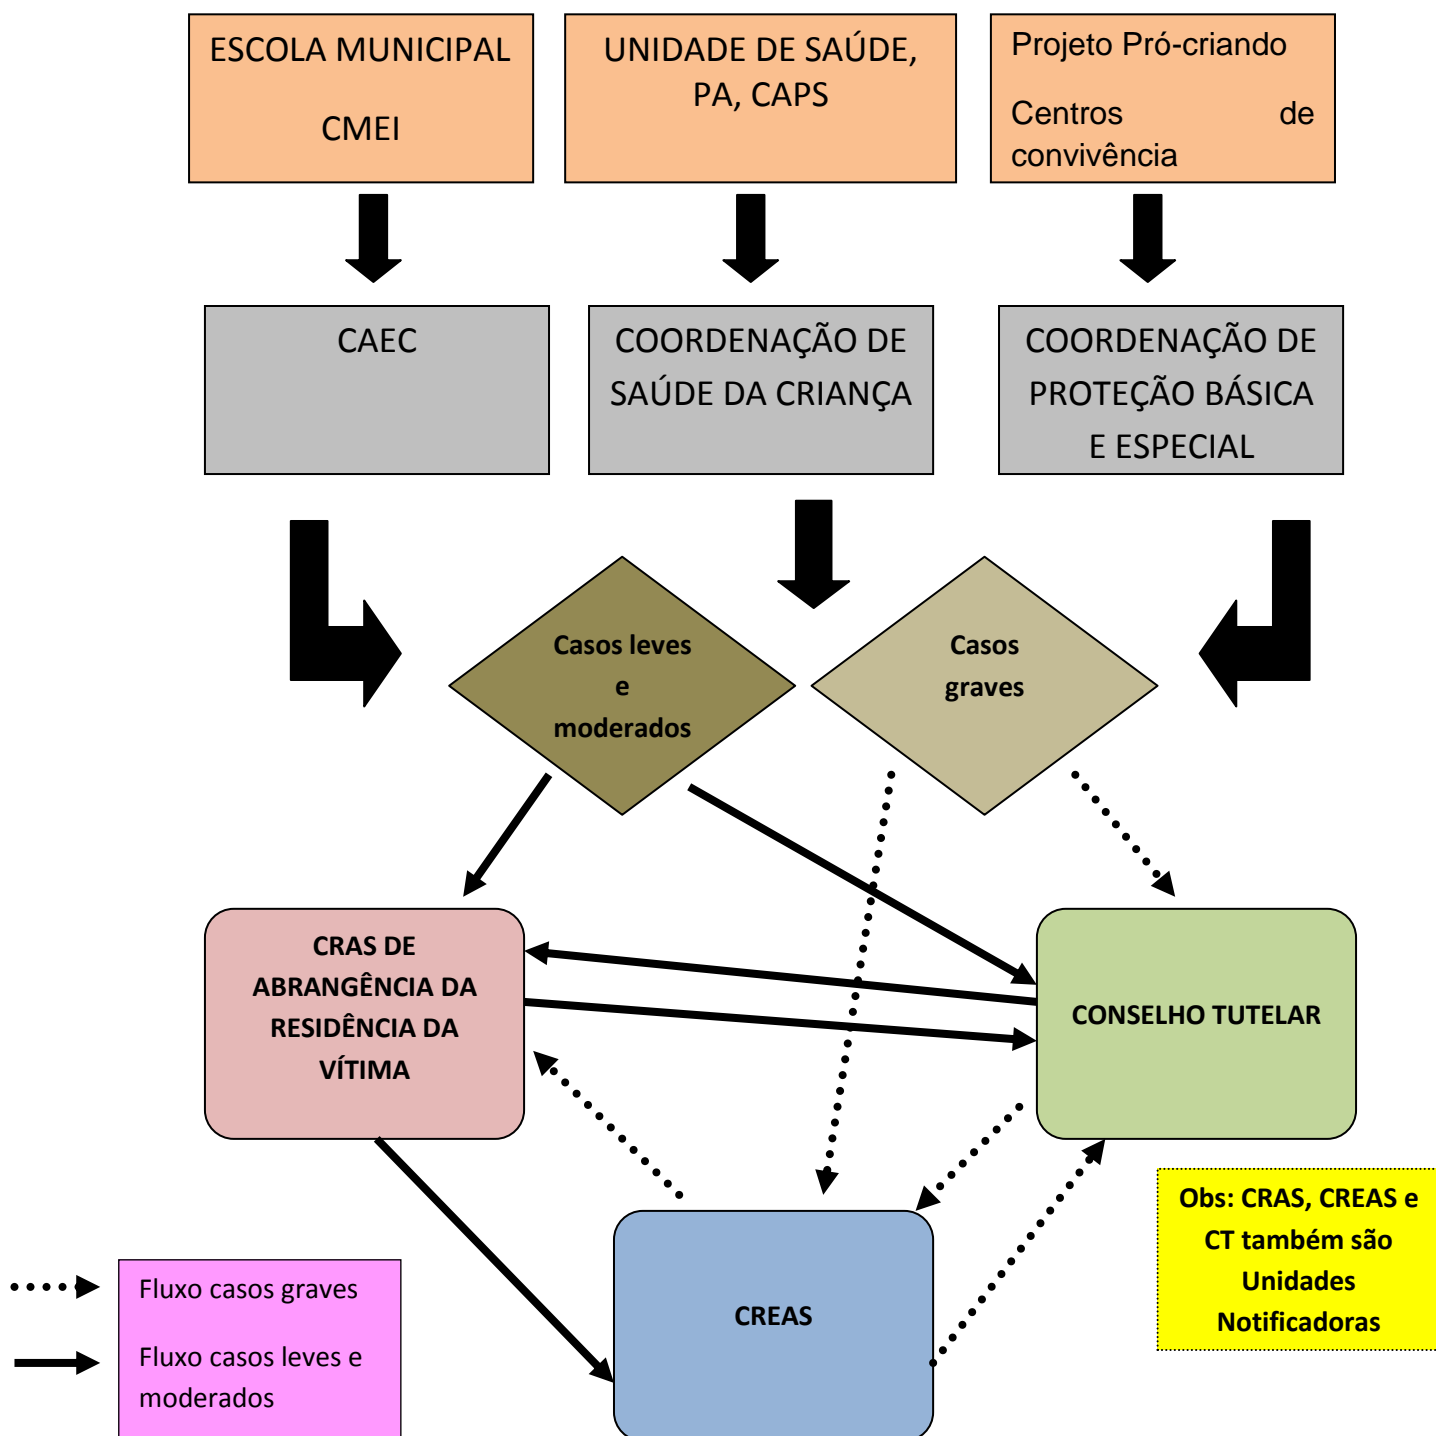 ESCOLA MUNICIPAL
CMEI
UNIDADE DE SAÚDE,
PA, CAPS
Projeto Pró-criando
Centros de
convivência
CAEC
COORDENAÇÃO DE
SAÚDE DA CRIANÇA
COORDENAÇÃO DE
PROTEÇÃO BÁSICA
E ESPECIAL
Casos leves
e
moderados
Casos
graves
CRAS DE
ABRANGÊNCIA DA
RESIDÊNCIA DA
VÍTIMA
CONSELHO TUTELAR
CREAS
Obs: CRAS, CREAS e
CT também são
Unidades
Notificadoras
Fluxo casos graves
Fluxo casos leves e
moderados